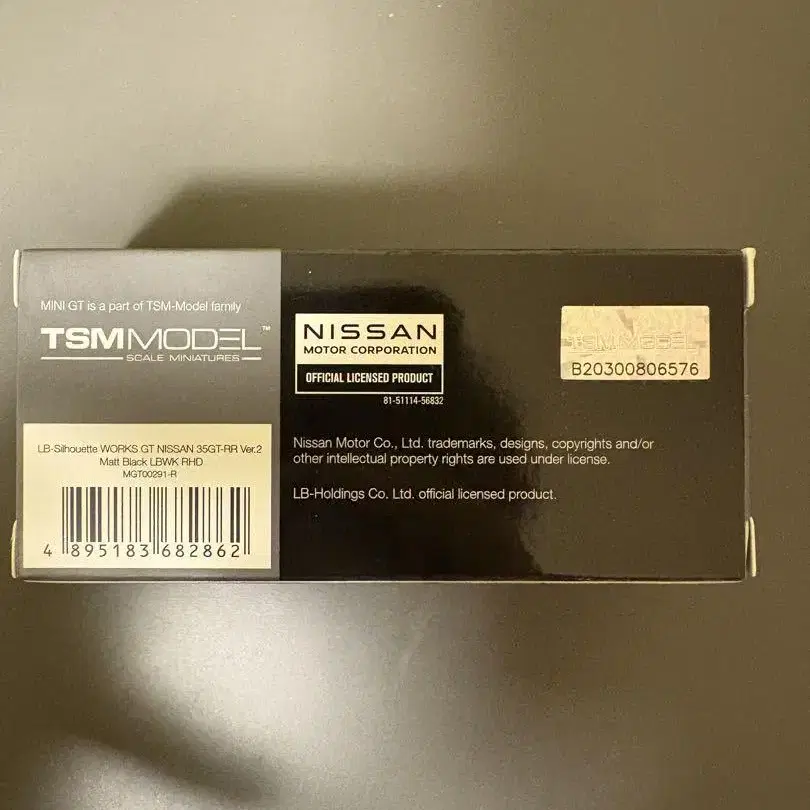 MINI GT is a part of TSM-Model family
TSMMODEL™
SCALE MINIATURES
LB-Silhouette WORKS GT NISSAN 35GT-RR Ver.2
Matt Black LBWK RHD
MGT00291-R
4 895183 682862
NISSAN
MOTOR CORPORATION
OFFICIAL LICENSED PRODUCT
81-51114-56832
TSM MODEL
B20300806576
Nissan Motor Co., Ltd. trademarks, designs, copyrights and/or
other intellectual property rights are used under license.
LB-Holdings Co. Ltd. official licensed product.